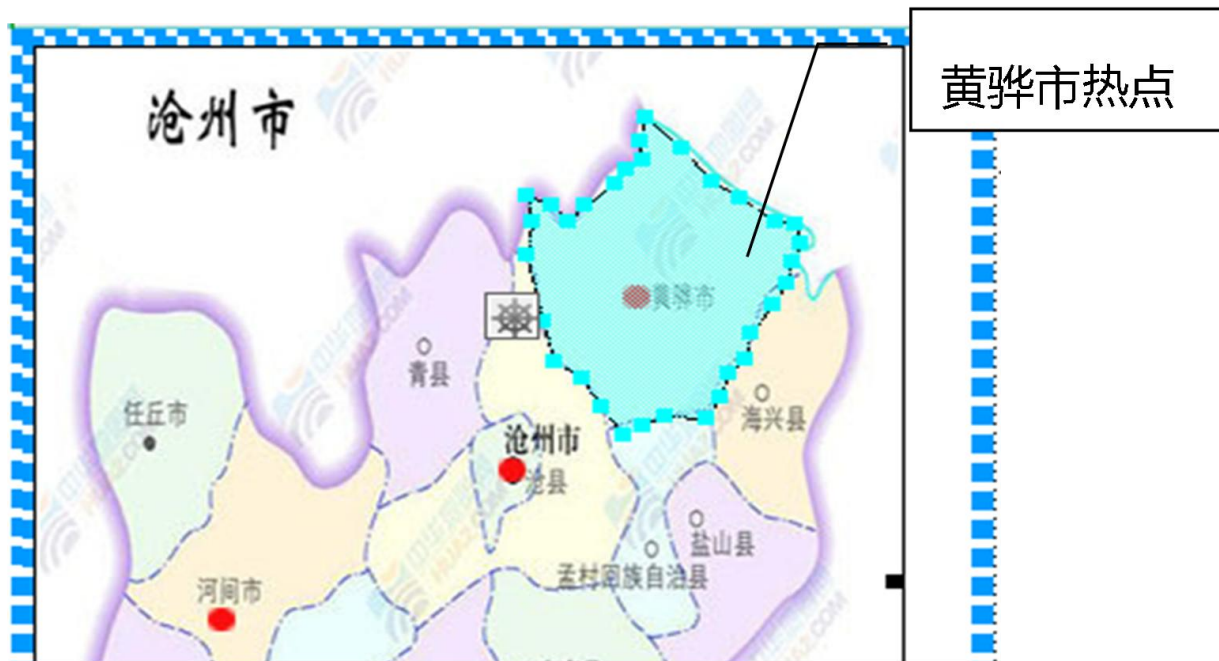 黄骅市热点
沧州市
黄骅市
青县
任丘市
海兴县
沧州市
沧县
盐山县
孟村回族自治县
河间市